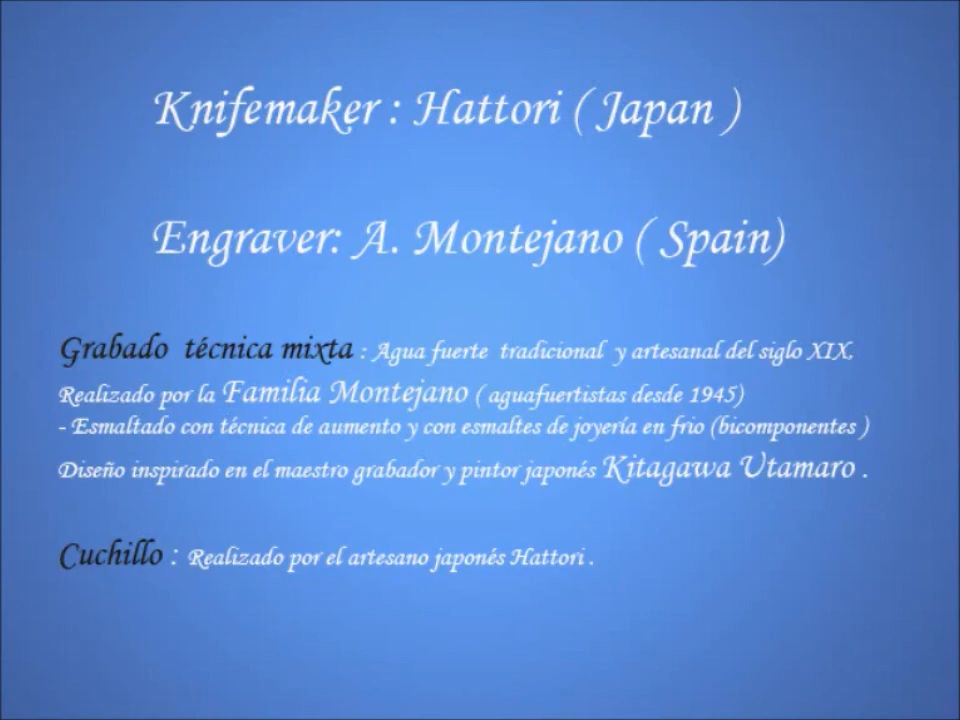 Knifemaker : Hattori ( Japan )
Engraver: A. Montejano ( Spain)
Grabado técnica mixta : Agua fuerte tradicional y artesanal del siglo XIX.
Realizado por la Familia Montejano ( aguafuertistas desde 1945)
- Esmaltado con técnica de aumento y con esmaltes de joyería en frio (bicomponentes )
Diseño inspirado en el maestro grabador y pintor japonés Kitagawa Utamaro .
Cuchillo : Realizado por el artesano japonés Hattori .